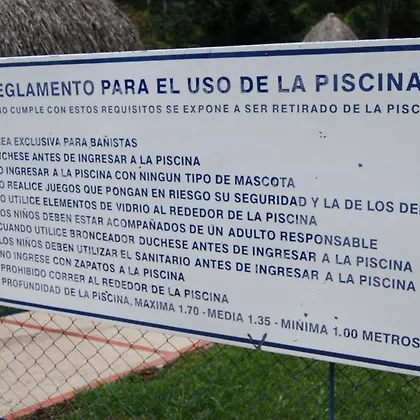 EGLAMENTO PARA EL USO DE LA PISCINA
NO CUMPLE CON ESTOS REQUISITOS SE EXPONE A SER RETIRADO DE LA PISC
EA EXCLUSIVA PARA BAÑISTAS
UCHESE ANTES DE INGRESAR A LA PISCINA
O INGRESAR A LA PISCINA CON NINGUN TIPO DE MASCOTA
O REALICE JUEGOS QUE PONGAN EN RIESGO SU SEGURIDAD Y LA DE LOS DE
O UTILICE ELEMENTOS DE VIDRIO AL REDEDOR DE LA PISCINA
OS NIÑOS DEBEN ESTAR ACOMPAÑADOS DE UN ADULTO RESPONSABLE
CUANDO UTILICE BRONCEADOR DUCHESE ANTES DE INGRESAR A LA PISCINA
LOS NIÑOS DEBEN UTILIZAR EL SANITARIO ANTES DE INGRESAR A LA PISCINA
NO INGRESE CON ZAPATOS A LA PISCINA
PROHIBIDO CORRER AL REDEDOR DE LA PISCINA
PROFUNDIDAD DE LA PISCINA, MAXIMA 1.70 - MEDIA 1.35 - MIÑIMA 1.00 METROS